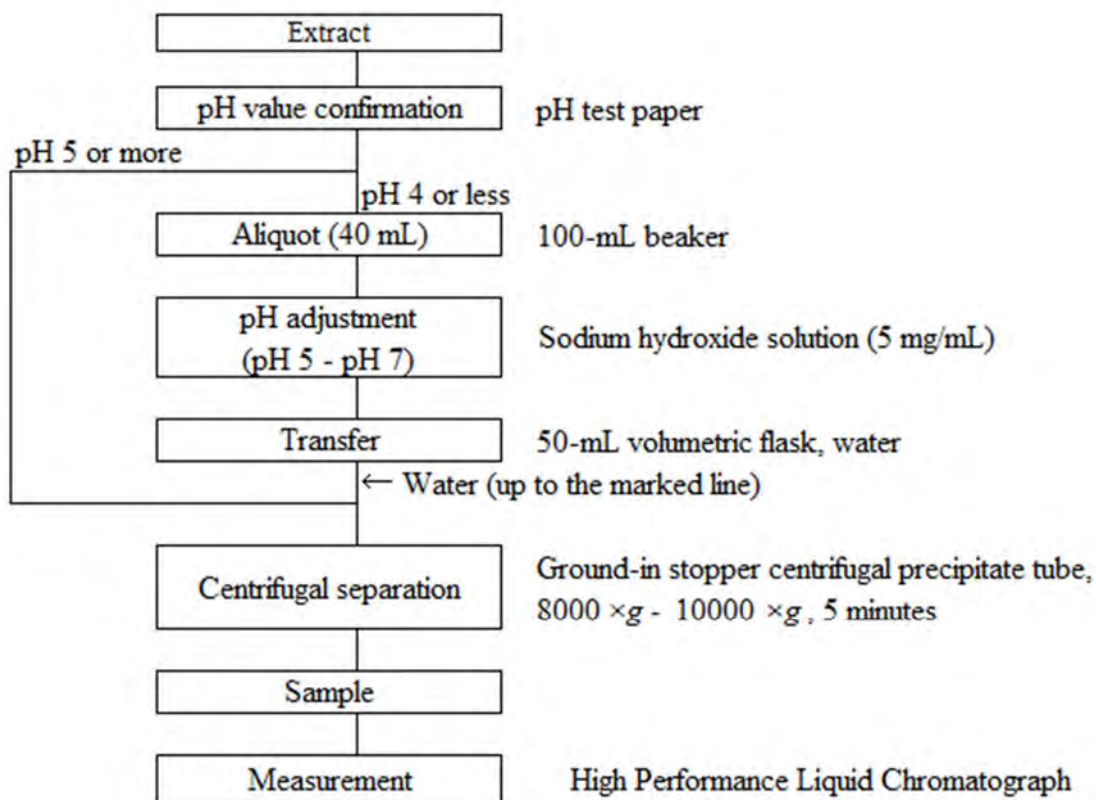 Extract
pH value confirmation
pH test paper
pH 5 or more
pH 4 or less
Aliquot (40 mL)
100-mL beaker
pH adjustment
(pH 5 - pH 7)
Sodium hydroxide solution (5 mg/mL)
Transfer
50-mL volumetric flask, water
← Water (up to the marked line)
Centrifugal separation
Ground-in stopper centrifugal precipitate tube,
8000 ×g - 10000 ×g , 5 minutes
Sample
Measurement
High Performance Liquid Chromatograph